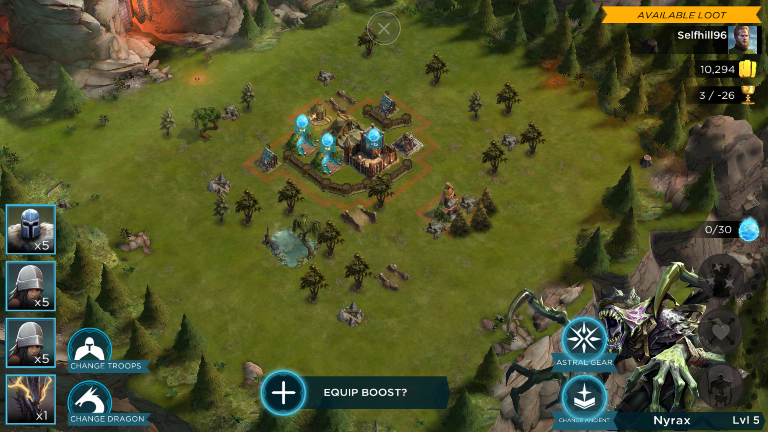 AVAILABLE LOOT
Selfhill96
10,294
3 / -26
0/30
x5
x5
x5
x1
CHANGE TROOPS
CHANGE DRAGON
EQUIP BOOST?
ASTRAL GEAR
CHANGE ANCIENT
Nyrax
Lvl 5